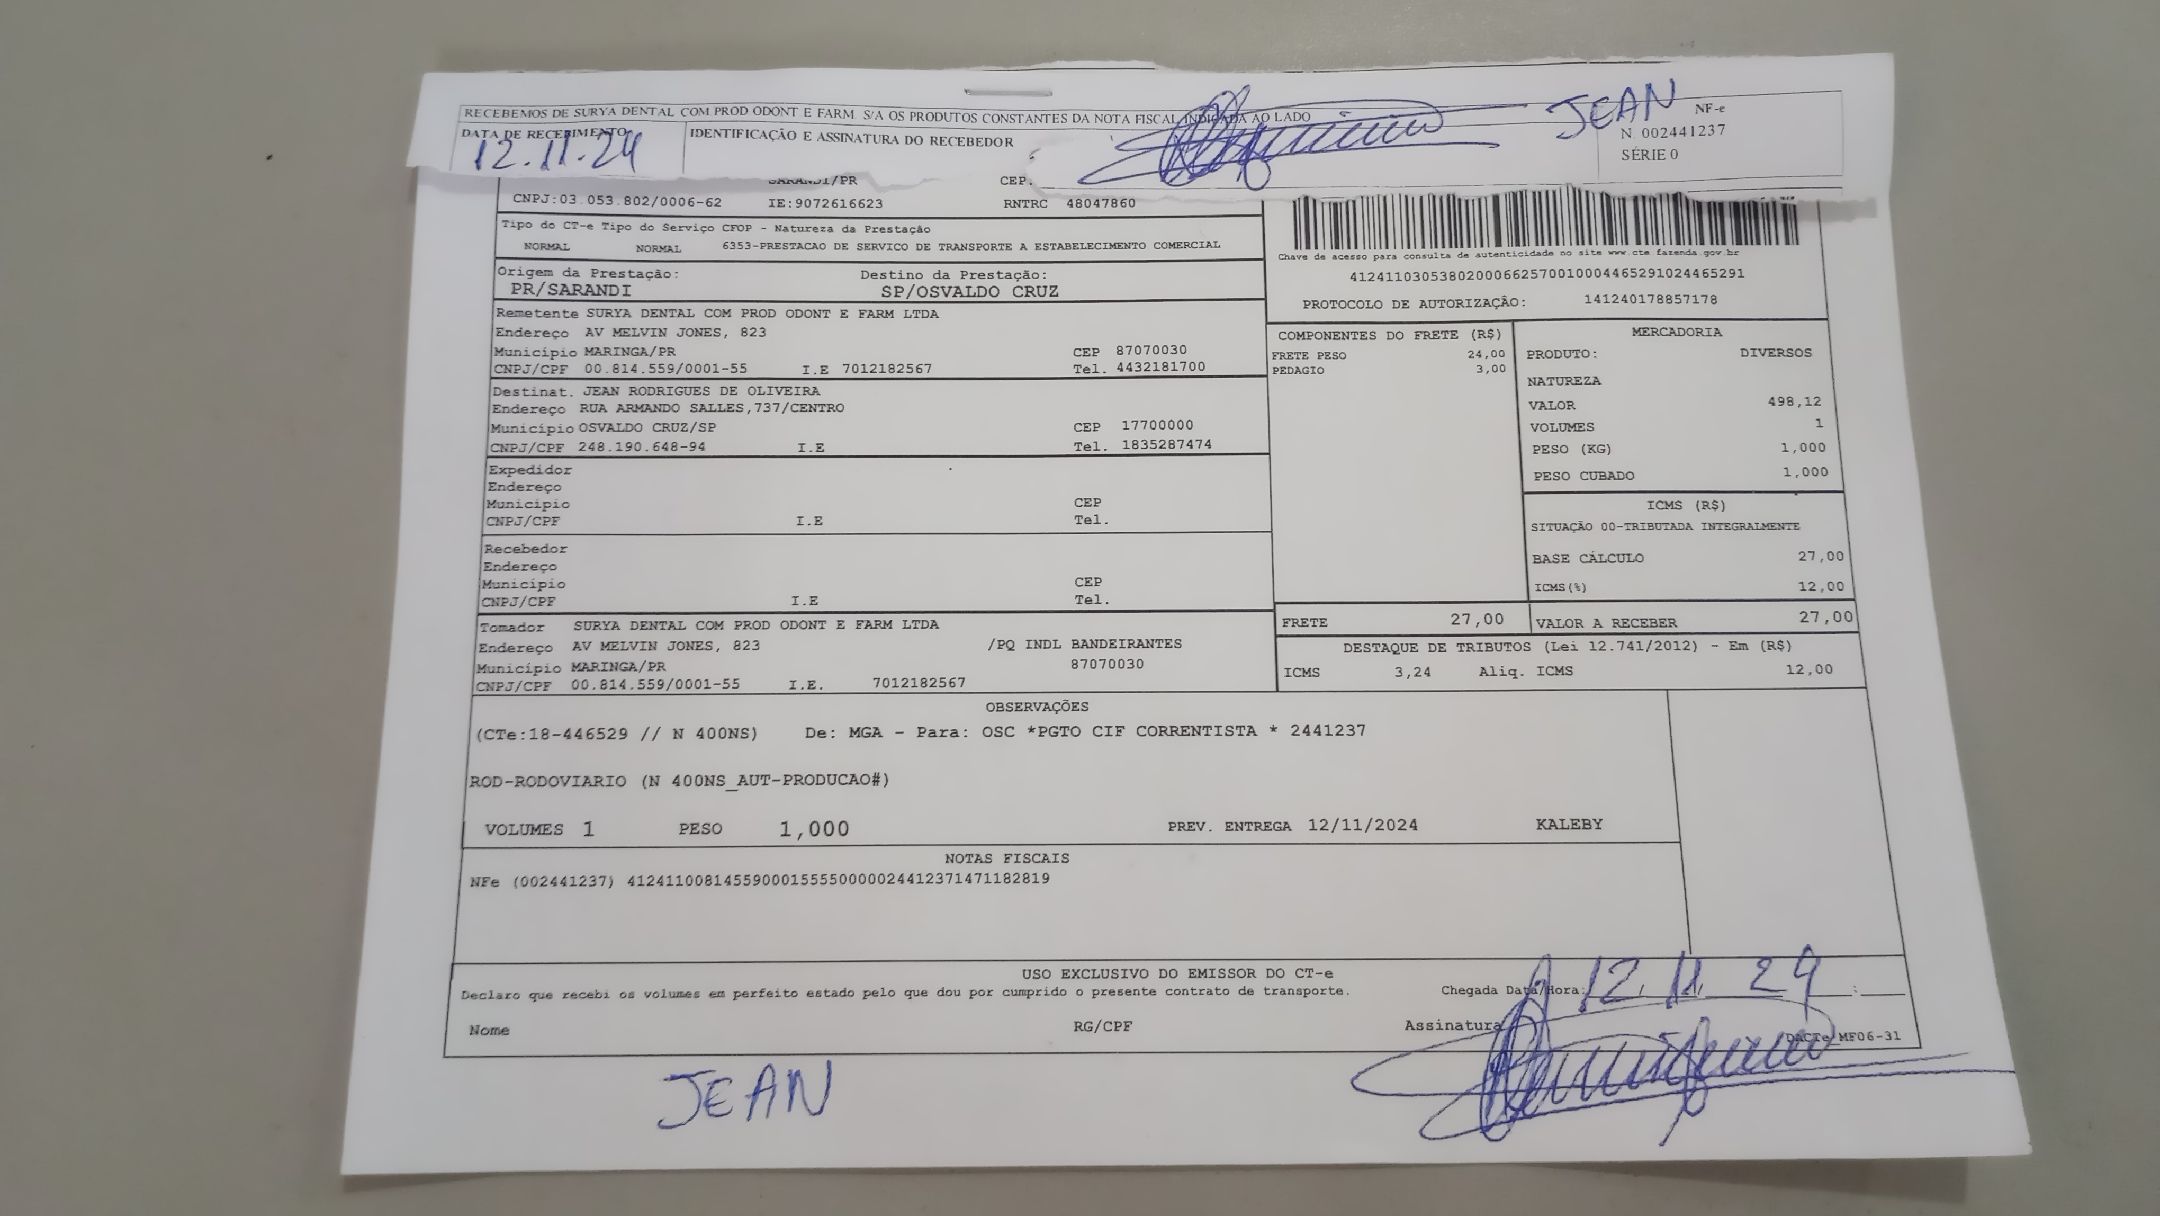 RECEBEMOS DE SURYA DENTAL COM PROD ODONT E FARM S/A OS PRODUTOS CONSTANTES DA NOTA FISCAL INDICADA AO LADO
JEAN
NF-e
DATA DE RECEBIMENTO
12.11.24
IDENTIFICAÇÃO E ASSINATURA DO RECEBEDOR
N 002441237
SÉRIE 0
SARANDI/PR CEP.
CNPJ:03.053.802/0006-62 IE:9072616623 RNTRC 48047860
Tipo do CT-e Tipo do Serviço CFOP - Natureza da Prestação
NORMAL NORMAL 6353-PRESTACAO DE SERVICO DE TRANSPORTE A ESTABELECIMENTO COMERCIAL
Chave de acesso para consulta de autenticidade no site www.cte.fazenda.gov.br
41241103053802000662570010004465291024465291
PROTOCOLO DE AUTORIZAÇÃO: 141240178857178
Origem da Prestação: Destino da Prestação:
PR/SARANDI SP/OSVALDO CRUZ
Remetente SURYA DENTAL COM PROD ODONT E FARM LTDA
Endereço AV MELVIN JONES, 823
Município MARINGA/PR CEP 87070030
CNPJ/CPF 00.814.559/0001-55 I.E 7012182567 Tel. 4432181700
Destinat. JEAN RODRIGUES DE OLIVEIRA
Endereço RUA ARMANDO SALLES,737/CENTRO
Município OSVALDO CRUZ/SP CEP 17700000
CNPJ/CPF 248.190.648-94 I.E Tel. 1835287474
Expedidor
Endereço
Município CEP
CNPJ/CPF I.E Tel.
Recebedor
Endereço
Município CEP
CNPJ/CPF I.E Tel.
Tomador SURYA DENTAL COM PROD ODONT E FARM LTDA
Endereço AV MELVIN JONES, 823 /PQ INDL BANDEIRANTES
Município MARINGA/PR 87070030
CNPJ/CPF 00.814.559/0001-55 I.E. 7012182567
COMPONENTES DO FRETE (R$)
FRETE PESO 24,00
PEDAGIO 3,00
MERCADORIA
PRODUTO: DIVERSOS
NATUREZA
VALOR 498,12
VOLUMES 1
PESO (KG) 1,000
PESO CUBADO 1,000
ICMS (R$)
SITUAÇÃO 00-TRIBUTADA INTEGRALMENTE
BASE CÁLCULO 27,00
ICMS(%) 12,00
FRETE 27,00 VALOR A RECEBER 27,00
DESTAQUE DE TRIBUTOS (Lei 12.741/2012) - Em (R$)
ICMS 3,24 Aliq. ICMS 12,00
OBSERVAÇÕES
(CTe:18-446529 // N 400NS) De: MGA - Para: OSC *PGTO CIF CORRENTISTA * 2441237
ROD-RODOVIARIO (N 400NS_AUT-PRODUCAO#)
VOLUMES 1 PESO 1,000 PREV. ENTREGA 12/11/2024 KALEBY
NOTAS FISCAIS
NFe (002441237) 41241100814559000155550000024412371471182819
USO EXCLUSIVO DO EMISSOR DO CT-e
Declaro que recebi os volumes em perfeito estado pelo que dou por cumprido o presente contrato de transporte. Chegada Data/Hora: 12.11.24
Nome RG/CPF Assinatura
DACTe_MF06-31
JEAN